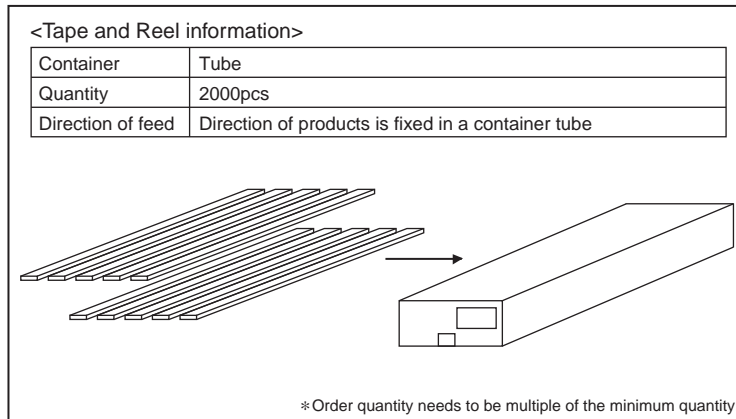 <Tape and Reel information>
Container Tube
Quantity 2000pcs
Direction of feed Direction of products is fixed in a container tube
*Order quantity needs to be multiple of the minimum quantity